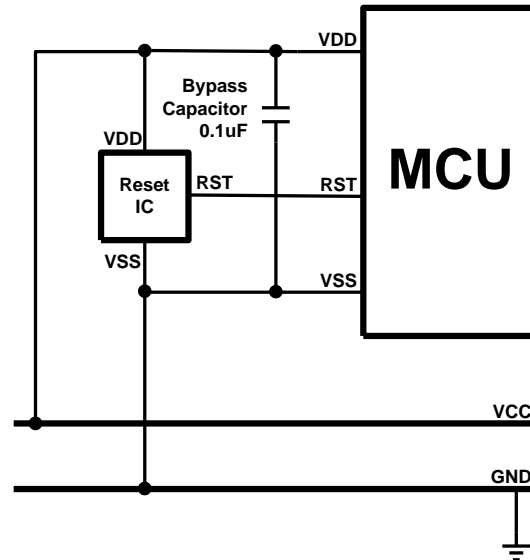 VDD
Bypass
Capacitor
0.1uF
VDD
Reset
IC
RST
RST
MCU
VSS
VSS
VCC
GND